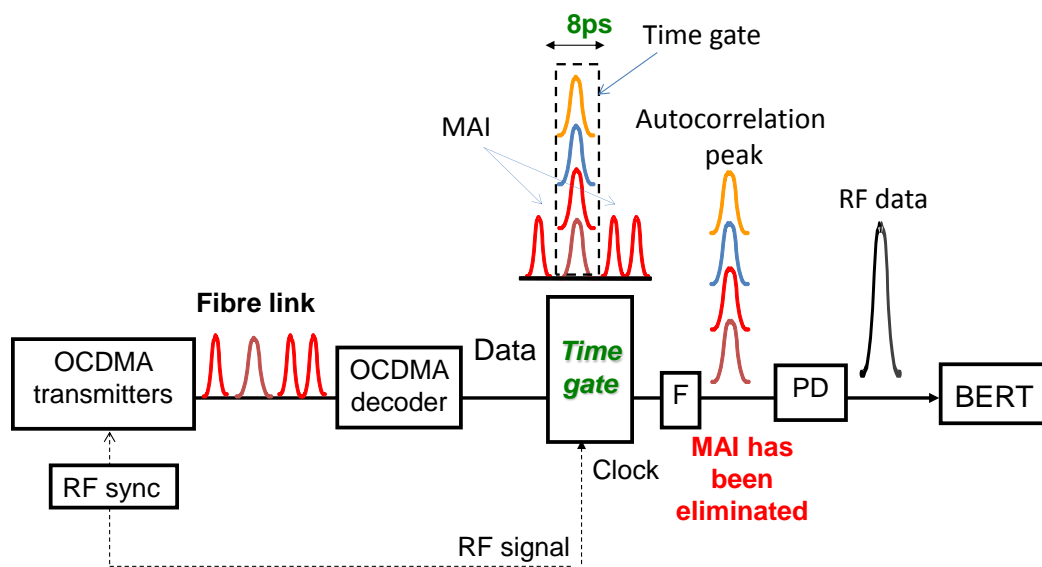 8ps
Time gate
MAI
Autocorrelation
peak
RF data
Fibre link
OCDMA
transmitters
OCDMA
decoder
Data
Time
gate
F
PD
BERT
MAI has
been
eliminated
Clock
RF sync
RF signal